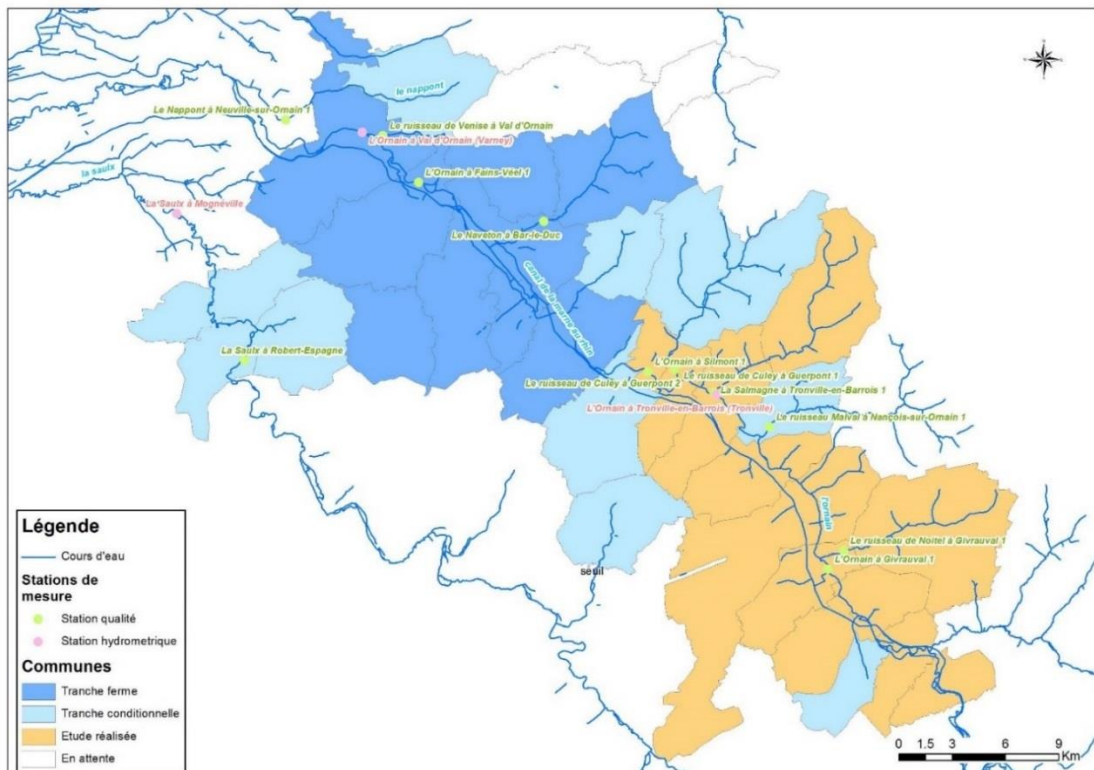 le nappont
Le Nappont à Neuville-sur-Ornain 1
Le ruisseau de Venise à Val d'Ornain
L'Ornain à Val d'Ornain (Varney)
la saulx
L'Ornain à Fains-Véel 1
La Saulx à Mognéville
Le Naveton à Bar-le-Duc
canal de la marne au rhin
La Saulx à Robert-Espagne
L'Ornain à Silmont 1
Le ruisseau de Culey à Guerpont 1
Le ruisseau de Culey à Guerpont 2
La Salmagne à Tronville-en-Barrois 1
L'Ornain à Tronville-en-Barrois (Tronville)
Le ruisseau Malval à Nançois-sur-Ornain 1
l'ornain
Le ruisseau de Noitel à Givrauval 1
L'Ornain à Givrauval 1
seuil
Légende
Cours d'eau
Stations de
mesure
Station qualité
Station hydrometrique
Communes
Tranche ferme
Tranche conditionnelle
Etude réalisée
En attente
0 1.5 3 6 9
Km